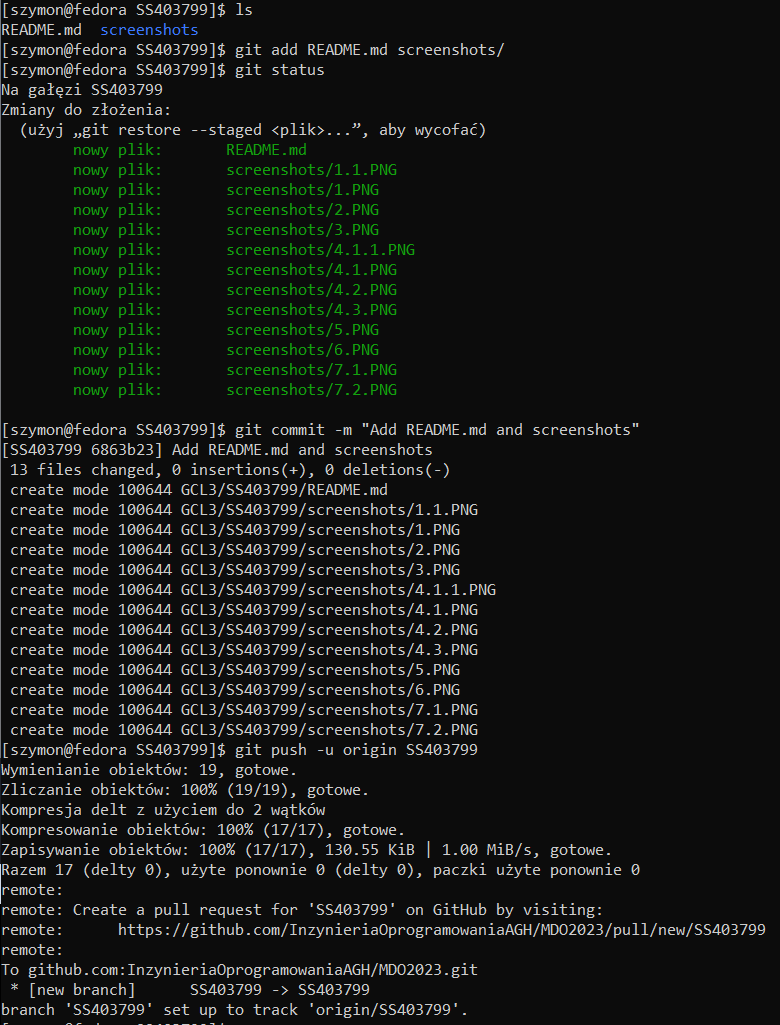 [szymon@fedora SS403799]$ ls
README.md  screenshots
[szymon@fedora SS403799]$ git add README.md screenshots/
[szymon@fedora SS403799]$ git status
Na gałęzi SS403799
Zmiany do złożenia:
  (użyj „git restore --staged <plik>...”, aby wycofać)
        nowy plik:       README.md
        nowy plik:       screenshots/1.1.PNG
        nowy plik:       screenshots/1.PNG
        nowy plik:       screenshots/2.PNG
        nowy plik:       screenshots/3.PNG
        nowy plik:       screenshots/4.1.1.PNG
        nowy plik:       screenshots/4.1.PNG
        nowy plik:       screenshots/4.2.PNG
        nowy plik:       screenshots/4.3.PNG
        nowy plik:       screenshots/5.PNG
        nowy plik:       screenshots/6.PNG
        nowy plik:       screenshots/7.1.PNG
        nowy plik:       screenshots/7.2.PNG
[szymon@fedora SS403799]$ git commit -m "Add README.md and screenshots"
[SS403799 6863b23] Add README.md and screenshots
 13 files changed, 0 insertions(+), 0 deletions(-)
 create mode 100644 GCL3/SS403799/README.md
 create mode 100644 GCL3/SS403799/screenshots/1.1.PNG
 create mode 100644 GCL3/SS403799/screenshots/1.PNG
 create mode 100644 GCL3/SS403799/screenshots/2.PNG
 create mode 100644 GCL3/SS403799/screenshots/3.PNG
 create mode 100644 GCL3/SS403799/screenshots/4.1.1.PNG
 create mode 100644 GCL3/SS403799/screenshots/4.1.PNG
 create mode 100644 GCL3/SS403799/screenshots/4.2.PNG
 create mode 100644 GCL3/SS403799/screenshots/4.3.PNG
 create mode 100644 GCL3/SS403799/screenshots/5.PNG
 create mode 100644 GCL3/SS403799/screenshots/6.PNG
 create mode 100644 GCL3/SS403799/screenshots/7.1.PNG
 create mode 100644 GCL3/SS403799/screenshots/7.2.PNG
[szymon@fedora SS403799]$ git push -u origin SS403799
Wymienianie obiektów: 19, gotowe.
Zliczanie obiektów: 100% (19/19), gotowe.
Kompresja delt z użyciem do 2 wątków
Kompresowanie obiektów: 100% (17/17), gotowe.
Zapisywanie obiektów: 100% (17/17), 130.55 KiB | 1.00 MiB/s, gotowe.
Razem 17 (delty 0), użyte ponownie 0 (delty 0), paczki użyte ponownie 0
remote:
remote: Create a pull request for 'SS403799' on GitHub by visiting:
remote:      https://github.com/InzynieriaOprogramowaniaAGH/MDO2023/pull/new/SS403799
remote:
To github.com:InzynieriaOprogramowaniaAGH/MDO2023.git
 * [new branch]      SS403799 -> SS403799
branch 'SS403799' set up to track 'origin/SS403799'.